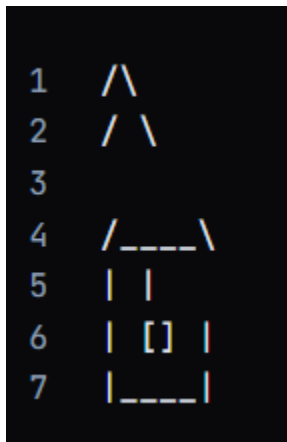 1 /\
2 / \
3
4 /____\
5 | |
6 | [] |
7 |____|